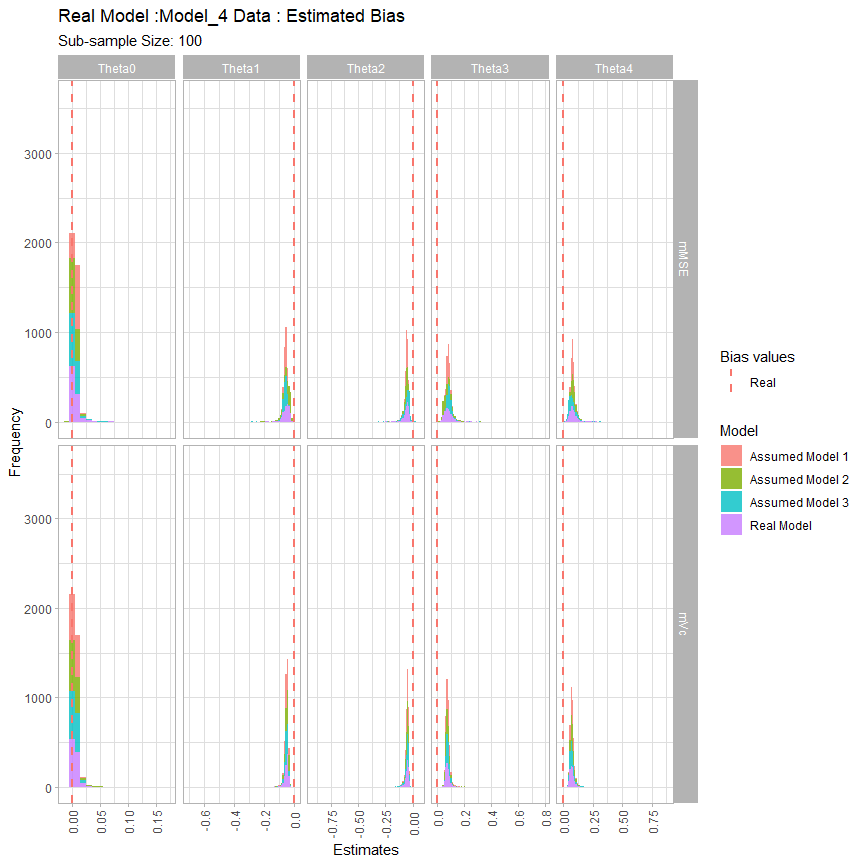 Real Model :Model_4 Data : Estimated Bias
Sub-sample Size: 100
Theta0 Theta1 Theta2 Theta3 Theta4
3000
2000
1000
0
mMSE
3000
2000
1000
0
mVc
Frequency
0.00 0.05 0.10 0.15
-0.6 -0.4 -0.2 0.0
-0.75 -0.50 -0.25 0.00
0.0 0.2 0.4 0.6 0.8
0.00 0.25 0.50 0.75
Estimates
Bias values
Real
Model
Assumed Model 1
Assumed Model 2
Assumed Model 3
Real Model